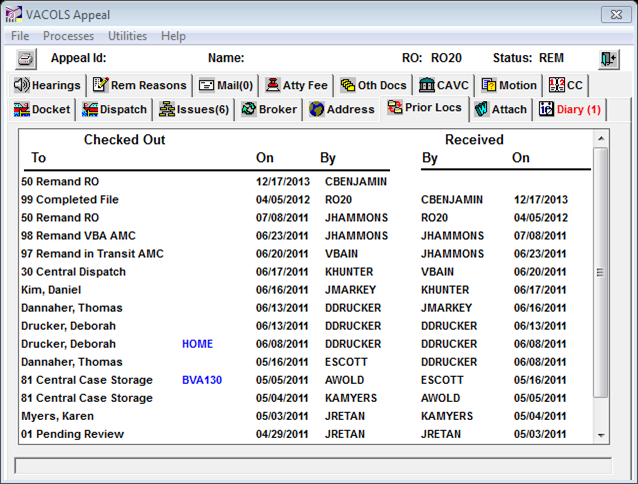 VACOLS Appeal
File Processes Utilities Help
Appeal Id: Name: RO: RO20 Status: REM
Hearings Rem Reasons Mail(0) Atty Fee Oth Docs CAVC Motion CC
Docket Dispatch Issues(6) Broker Address Prior Locs Attach Diary (1)
Checked Out Received
To On By By On
50 Remand RO 12/17/2013 CBENJAMIN
99 Completed File 04/05/2012 RO20 CBENJAMIN 12/17/2013
50 Remand RO 07/08/2011 JHAMMONS RO20 04/05/2012
98 Remand VBA AMC 06/23/2011 JHAMMONS JHAMMONS 07/08/2011
97 Remand in Transit AMC 06/20/2011 VBAIN JHAMMONS 06/23/2011
30 Central Dispatch 06/17/2011 KHUNTER VBAIN 06/20/2011
Kim, Daniel 06/16/2011 JMARKEY KHUNTER 06/17/2011
Dannaher, Thomas 06/13/2011 DDRUCKER JMARKEY 06/16/2011
Drucker, Deborah 06/13/2011 DDRUCKER DDRUCKER 06/13/2011
Drucker, Deborah HOME 06/08/2011 DDRUCKER DDRUCKER 06/13/2011
Dannaher, Thomas 05/16/2011 ESCOTT DDRUCKER 06/08/2011
81 Central Case Storage BVA130 05/05/2011 AWOLD ESCOTT 05/16/2011
81 Central Case Storage 05/04/2011 KAMYERS AWOLD 05/05/2011
Myers, Karen 05/03/2011 JRETAN KAMYERS 05/04/2011
01 Pending Review 04/29/2011 JRETAN JRETAN 05/03/2011